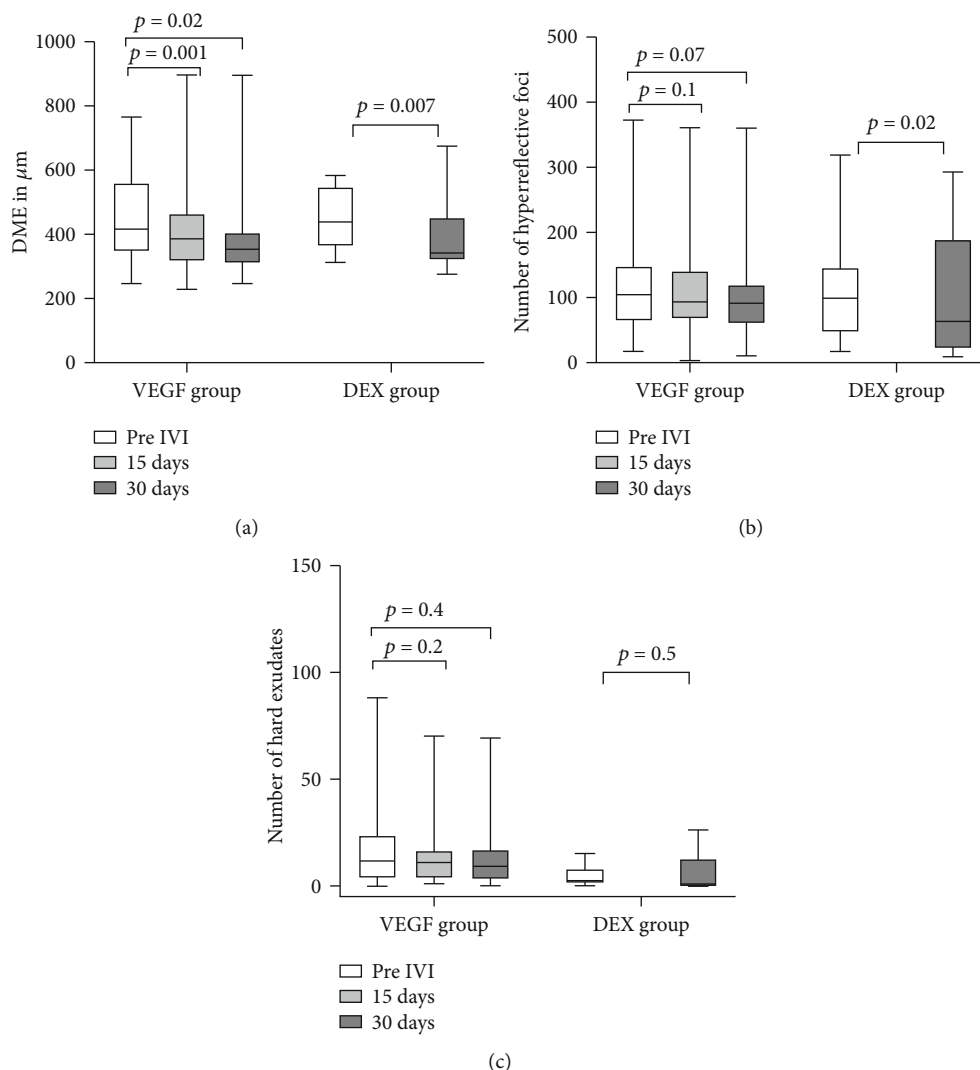 1000
800
600
400
200
0
DME in μm
p = 0.02
p = 0.001
p = 0.007
VEGF group
DEX group
Pre IVI
15 days
30 days
(a)
500
400
300
200
100
0
Number of hyperreflective foci
p = 0.07
p = 0.1
p = 0.02
VEGF group
DEX group
Pre IVI
15 days
30 days
(b)
150
100
50
0
Number of hard exudates
p = 0.4
p = 0.2
p = 0.5
VEGF group
DEX group
Pre IVI
15 days
30 days
(c)